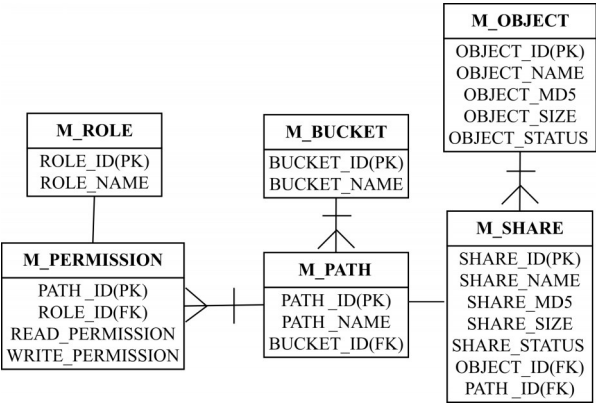 M_OBJECT
OBJECT_ID(PK)
OBJECT_NAME
OBJECT_MD5
OBJECT_SIZE
OBJECT_STATUS
M_ROLE
ROLE_ID(PK)
ROLE_NAME
M_BUCKET
BUCKET_ID(PK)
BUCKET_NAME
M_PERMISSION
PATH_ID(PK)
ROLE_ID(FK)
READ_PERMISSION
WRITE_PERMISSION
M_PATH
PATH_ID(PK)
PATH_NAME
BUCKET_ID(FK)
M_SHARE
SHARE_ID(PK)
SHARE_NAME
SHARE_MD5
SHARE_SIZE
SHARE_STATUS
OBJECT_ID(FK)
PATH_ID(FK)